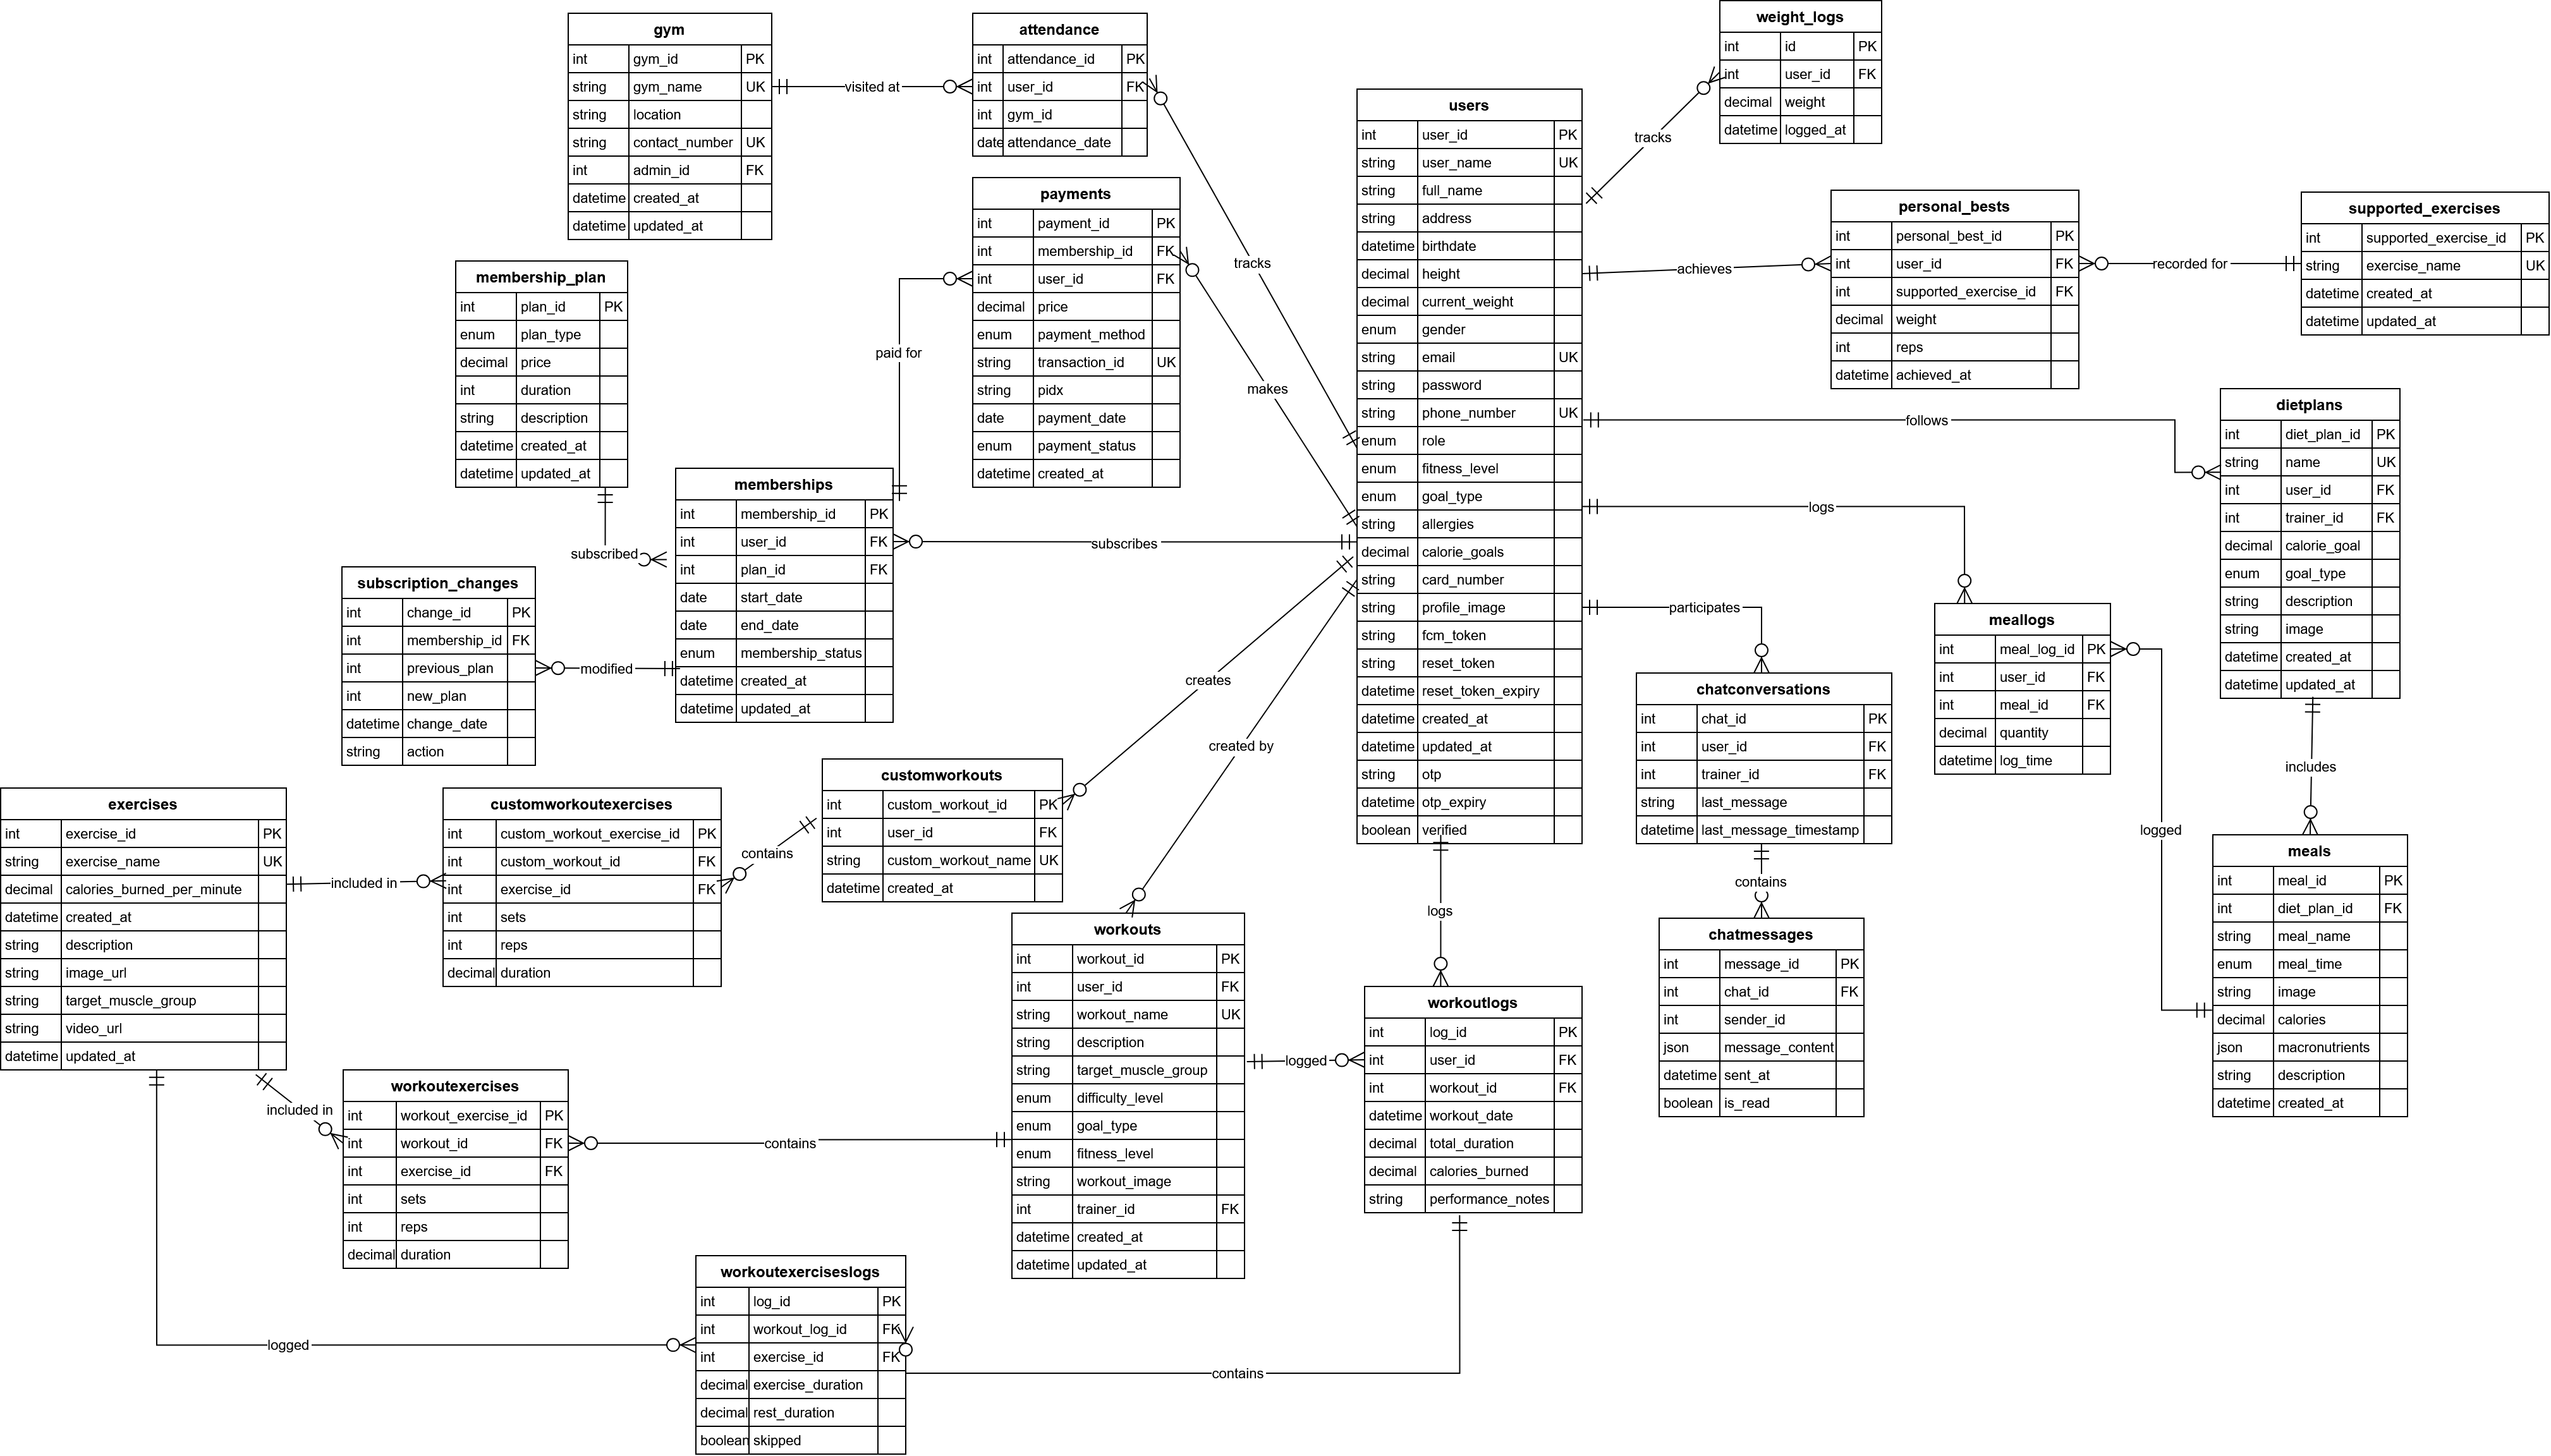 gym
int gym_id PK
string gym_name UK
string location
string contact_number UK
int admin_id FK
datetime created_at
datetime updated_at
visited at
attendance
int attendance_id PK
int user_id FK
int gym_id
date attendance_date
tracks
weight_logs
int id PK
int user_id FK
decimal weight
datetime logged_at
tracks
users
int user_id PK
string user_name UK
string full_name
string address
datetime birthdate
decimal height
decimal current_weight
enum gender
string email UK
string password
string phone_number UK
enum role
enum fitness_level
enum goal_type
string allergies
decimal calorie_goals
string card_number
string profile_image
string fcm_token
string reset_token
datetime reset_token_expiry
datetime created_at
datetime updated_at
string otp
datetime otp_expiry
boolean verified
payments
int payment_id PK
int membership_id FK
int user_id FK
decimal price
enum payment_method
string transaction_id UK
string pidx
date payment_date
enum payment_status
datetime created_at
makes
paid for
achieves
personal_bests
int personal_best_id PK
int user_id FK
int supported_exercise_id FK
decimal weight
int reps
datetime achieved_at
recorded for
supported_exercises
int supported_exercise_id PK
string exercise_name UK
datetime created_at
datetime updated_at
membership_plan
int plan_id PK
enum plan_type
decimal price
int duration
string description
datetime created_at
datetime updated_at
subscribed
memberships
int membership_id PK
int user_id FK
int plan_id FK
date start_date
date end_date
enum membership_status
datetime created_at
datetime updated_at
subscribes
follows
dietplans
int diet_plan_id PK
string name UK
int user_id FK
int trainer_id FK
decimal calorie_goal
enum goal_type
string description
string image
datetime created_at
datetime updated_at
logs
subscription_changes
int change_id PK
int membership_id FK
int previous_plan
int new_plan
datetime change_date
string action
modified
creates
created by
participates
meallogs
int meal_log_id PK
int user_id FK
int meal_id FK
decimal quantity
datetime log_time
chatconversations
int chat_id PK
int user_id FK
int trainer_id FK
string last_message
datetime last_message_timestamp
includes
logged
contains
exercises
int exercise_id PK
string exercise_name UK
decimal calories_burned_per_minute
datetime created_at
string description
string image_url
string target_muscle_group
string video_url
datetime updated_at
included in
customworkoutexercises
int custom_workout_exercise_id PK
int custom_workout_id FK
int exercise_id FK
int sets
int reps
decimal duration
contains
customworkouts
int custom_workout_id PK
int user_id FK
string custom_workout_name UK
datetime created_at
logs
meals
int meal_id PK
int diet_plan_id FK
string meal_name
enum meal_time
string image
decimal calories
json macronutrients
string description
datetime created_at
workouts
int workout_id PK
int user_id FK
string workout_name UK
string description
string target_muscle_group
enum difficulty_level
enum goal_type
enum fitness_level
string workout_image
int trainer_id FK
datetime created_at
datetime updated_at
logged
workoutlogs
int log_id PK
int user_id FK
int workout_id FK
datetime workout_date
decimal total_duration
decimal calories_burned
string performance_notes
chatmessages
int message_id PK
int chat_id FK
int sender_id
json message_content
datetime sent_at
boolean is_read
included in
workoutexercises
int workout_exercise_id PK
int workout_id FK
int exercise_id FK
int sets
int reps
decimal duration
contains
workoutexerciseslogs
int log_id PK
int workout_log_id FK
int exercise_id FK
decimal exercise_duration
decimal rest_duration
boolean skipped
logged
contains